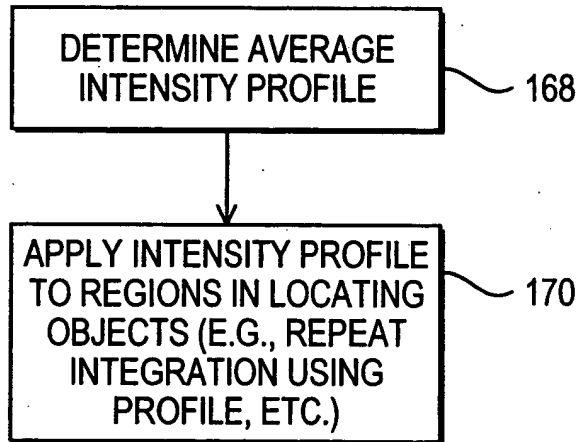 DETERMINE AVERAGE
INTENSITY PROFILE
168
APPLY INTENSITY PROFILE
TO REGIONS IN LOCATING
OBJECTS (E.G., REPEAT
INTEGRATION USING
PROFILE, ETC.)
170